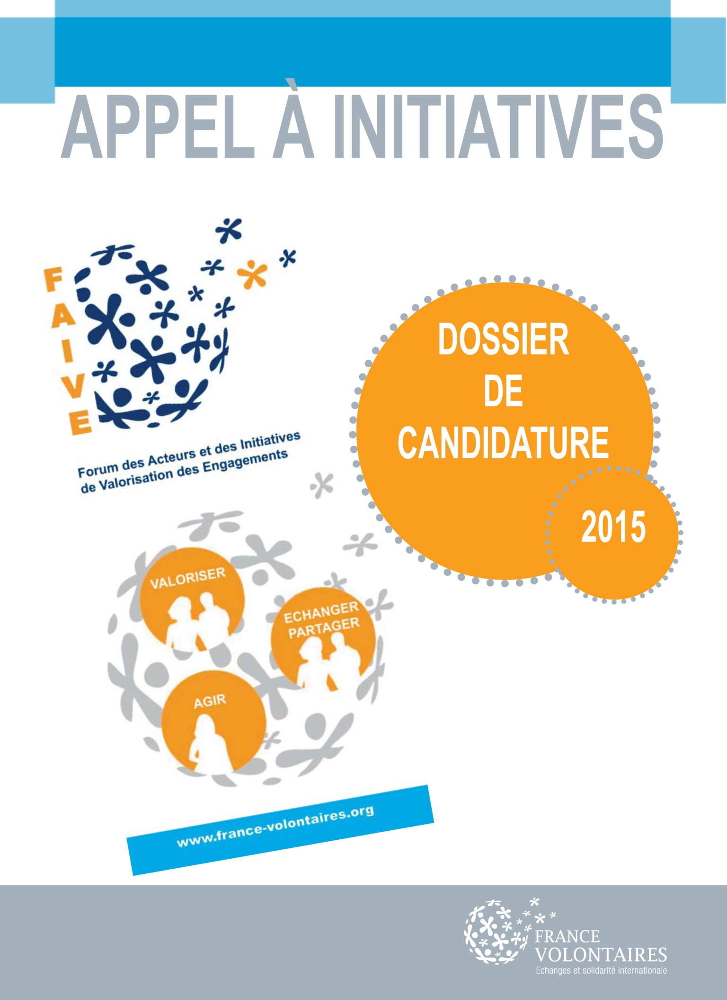 APPEL À INITIATIVES
F
A
I
V
E
Forum des Acteurs et des Initiatives
de Valorisation des Engagements
DOSSIER
DE
CANDIDATURE
2015
VALORISER
ECHANGER
PARTAGER
AGIR
www.france-volontaires.org
FRANCE
VOLONTAIRES
Echanges et solidarité internationale